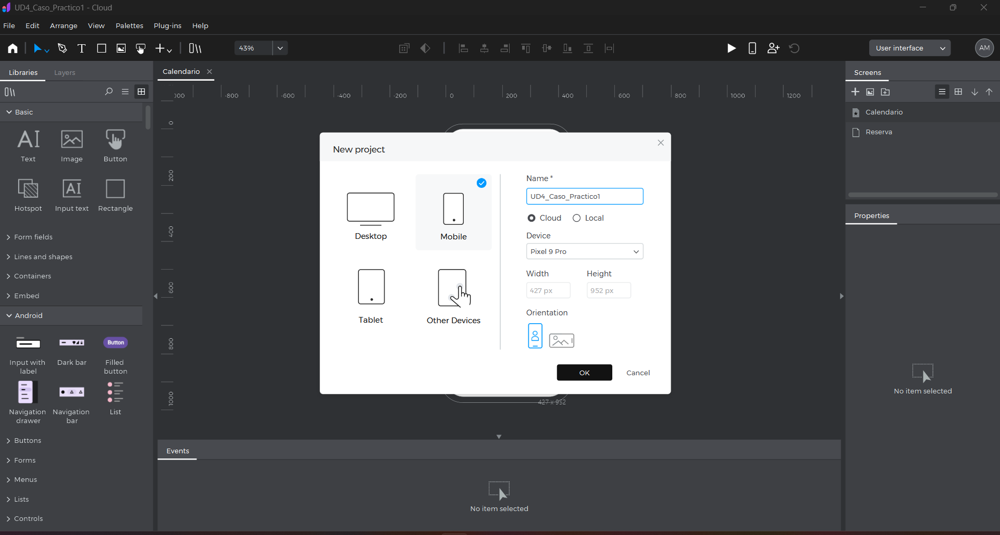 UD4_Caso_Practico1 - Cloud
File Edit Arrange View Palettes Plug-ins Help
43%
User interface
AM
Libraries Layers
Calendario
Screens
-800 -600 -400 -200 0 200 400 600 800 1000 1200
Basic
Text Image Button
Hotspot Input text Rectangle
Form fields
Lines and shapes
Containers
Embed
Android
Button
Input with label
Dark bar
Filled button
Navigation drawer
Navigation bar
List
Buttons
Forms
Menus
Lists
Controls
0
200
400
600
800
1000
New project
Desktop
Mobile
Tablet
Other Devices
Name *
UD4_Caso_Practico1
Cloud Local
Device
Pixel 9 Pro
Width Height
427 px 952 px
Orientation
OK Cancel
427 x 952
Events
No item selected
Calendario
Reserva
Properties
No item selected